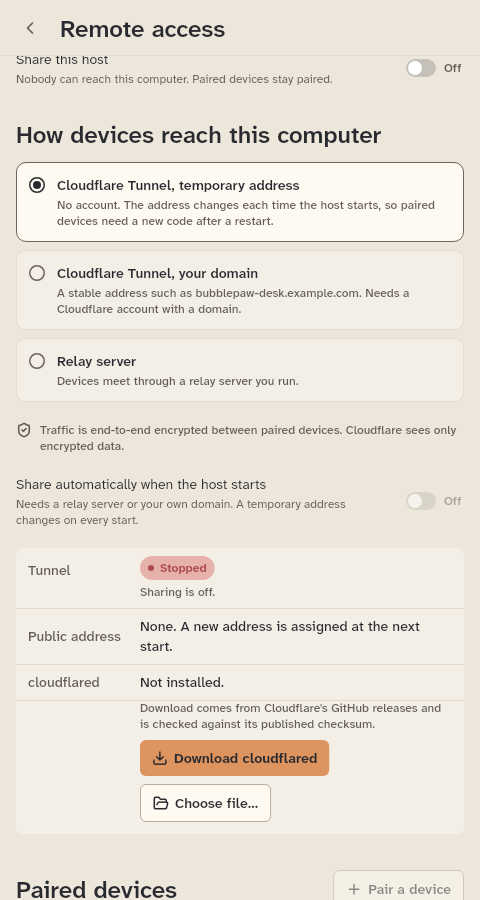 Remote access
Share this host
Nobody can reach this computer. Paired devices stay paired.
Off
How devices reach this computer
Cloudflare Tunnel, temporary address
No account. The address changes each time the host starts, so paired
devices need a new code after a restart.
Cloudflare Tunnel, your domain
A stable address such as bubblepaw-desk.example.com. Needs a
Cloudflare account with a domain.
Relay server
Devices meet through a relay server you run.
Traffic is end-to-end encrypted between paired devices. Cloudflare sees only
encrypted data.
Share automatically when the host starts
Needs a relay server or your own domain. A temporary address
changes on every start.
Off
Tunnel
Stopped
Sharing is off.
Public address
None. A new address is assigned at the next
start.
cloudflared
Not installed.
Download comes from Cloudflare's GitHub releases and
is checked against its published checksum.
Download cloudflared
Choose file...
Paired devices
Pair a device